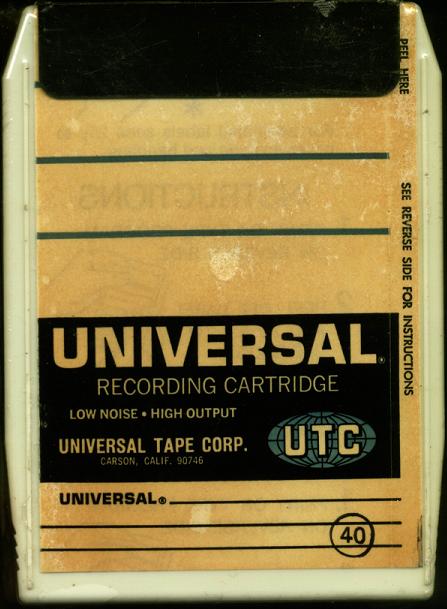 PEEL HERE
SEE REVERSE SIDE FOR INSTRUCTIONS
INSTRUCTIONS
UNIVERSAL®
RECORDING CARTRIDGE
LOW NOISE • HIGH OUTPUT
UNIVERSAL TAPE CORP.
CARSON, CALIF. 90746
UTC
UNIVERSAL®
40